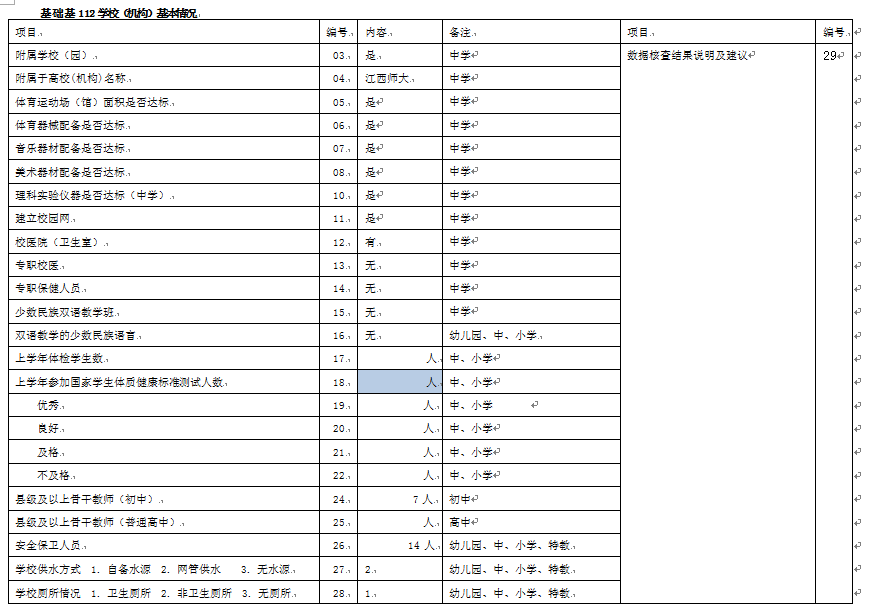 基础基112学校(机构)基本情况
项目 编号 内容 备注 项目 编号
附属学校（园） 03 是 中学 数据核查结果说明及建议 29
附属于高校(机构)名称 04 江西师大 中学
体育运动场（馆）面积是否达标 05 是 中学
体育器械配备是否达标 06 是 中学
音乐器材配备是否达标 07 是 中学
美术器材配备是否达标 08 是 中学
理科实验仪器是否达标（中学） 10 是 中学
建立校园网 11 是 中学
校医院（卫生室） 12 有 中学
专职校医 13 无 中学
专职保健人员 14 无 中学
少数民族双语教学班 15 无 中学
双语教学的少数民族语言 16 无 幼儿园、中、小学
上学年体检学生数 17 人 中、小学
上学年参加国家学生体质健康标准测试人数 18 人 中、小学
优秀 19 人 中、小学
良好 20 人 中、小学
及格 21 人 中、小学
不及格 22 人 中、小学
县级及以上骨干教师（初中） 24 7 人 初中
县级及以上骨干教师（普通高中） 25 人 高中
安全保卫人员 26 14 人 幼儿园、中、小学、特教
学校供水方式 1. 自备水源 2. 网管供水 3. 无水源 27 2 幼儿园、中、小学、特教
学校厕所情况 1. 卫生厕所 2. 非卫生厕所 3. 无厕所 28 1 幼儿园、中、小学、特教